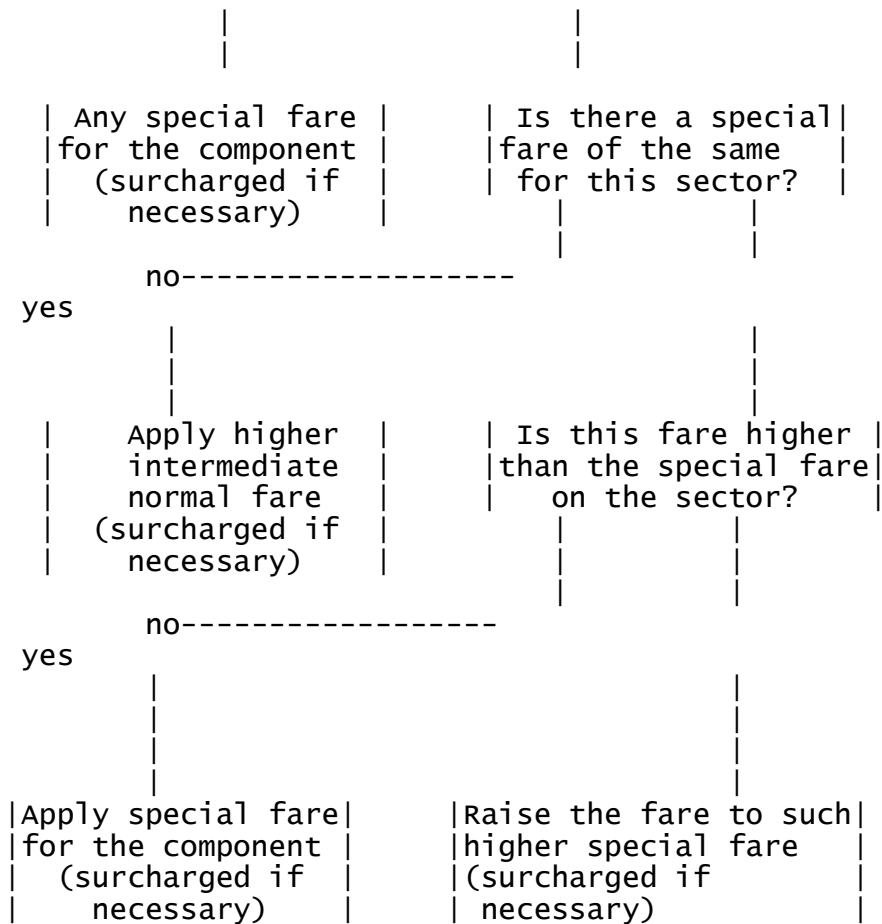 Any special fare
for the component
(surcharged if
necessary)
Is there a special
fare of the same
for this sector?
no-------------------
yes
Apply higher
intermediate
normal fare
(surcharged if
necessary)
Is this fare higher
than the special fare
on the sector?
no------------------
yes
Apply special fare
for the component
(surcharged if
necessary)
Raise the fare to such
higher special fare
(surcharged if
necessary)